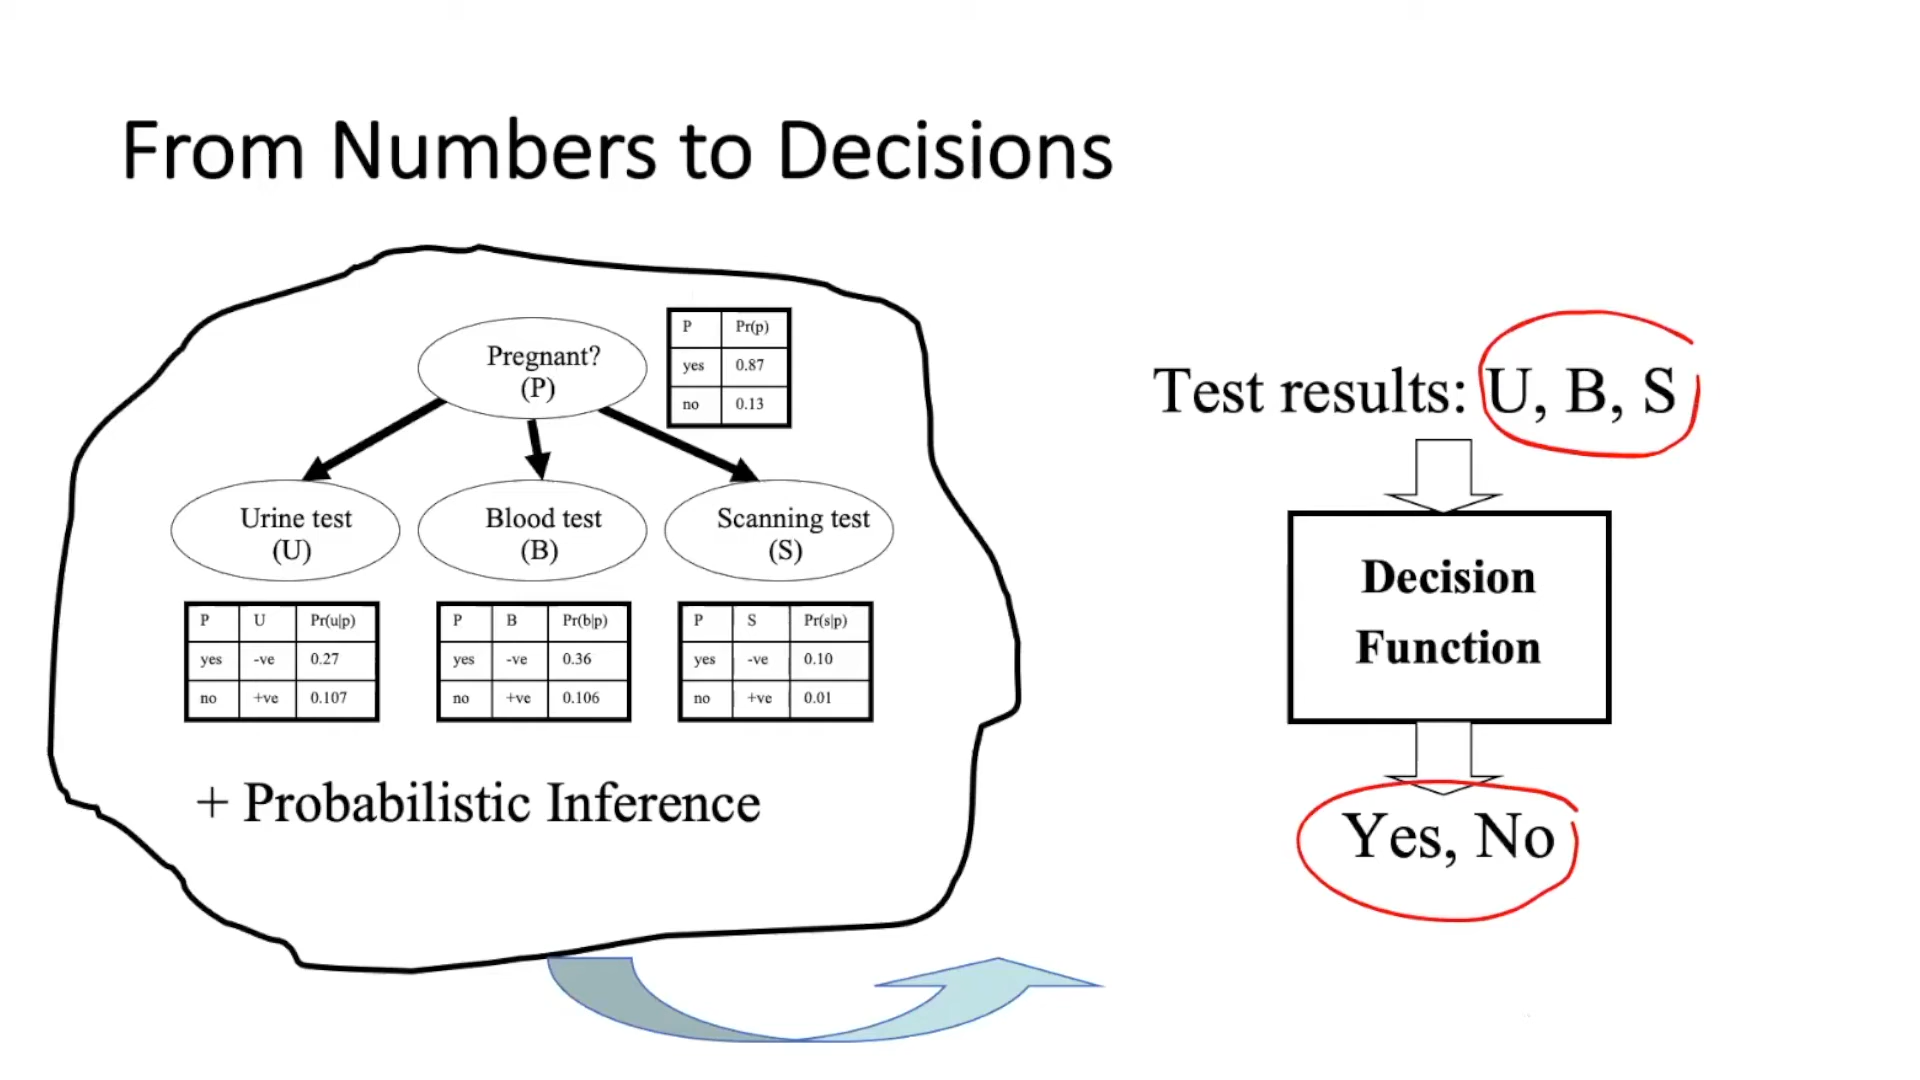 From Numbers to Decisions
Pregnant?
(P)
P Pr(p)
yes 0.87
no 0.13
Urine test
(U)
Blood test
(B)
Scanning test
(S)
P U Pr(u|p)
yes -ve 0.27
no +ve 0.107
P B Pr(b|p)
yes -ve 0.36
no +ve 0.106
P S Pr(s|p)
yes -ve 0.10
no +ve 0.01
+ Probabilistic Inference
Test results: U, B, S
Decision
Function
Yes, No